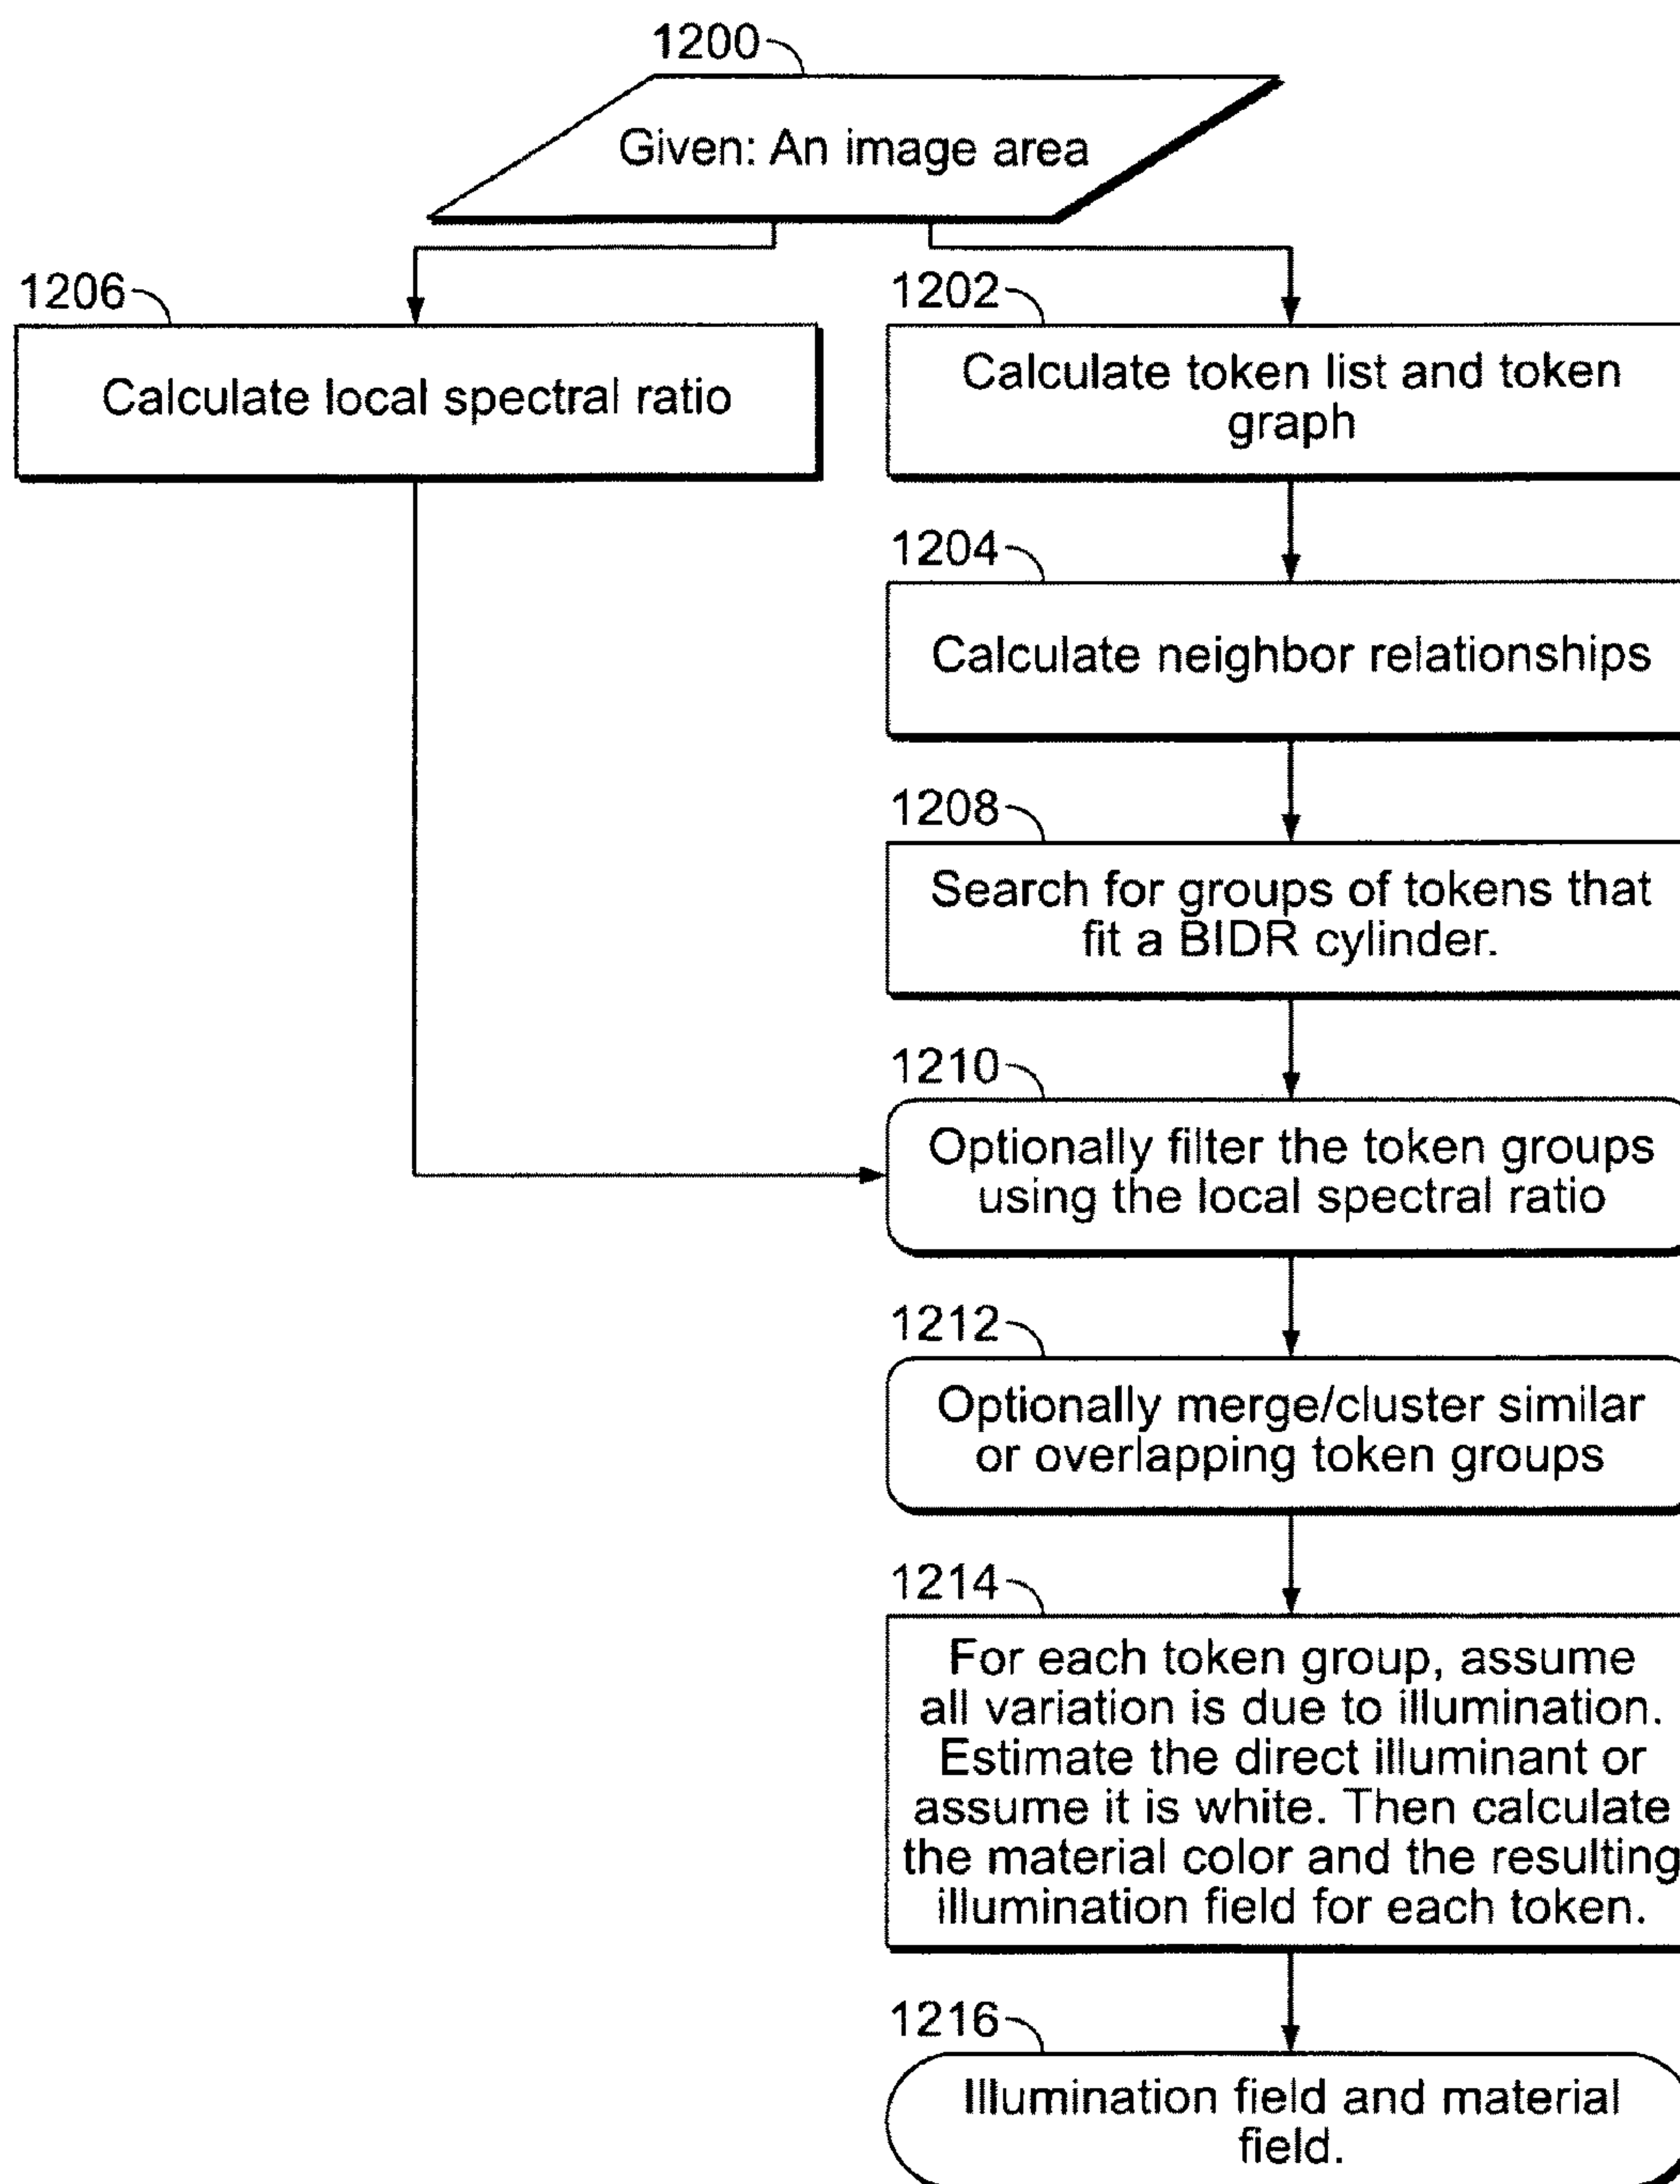 1200
Given: An image area
1206
Calculate local spectral ratio
1202
Calculate token list and token
graph
1204
Calculate neighbor relationships
1208
Search for groups of tokens that
fit a BIDR cylinder.
1210
Optionally filter the token groups
using the local spectral ratio
1212
Optionally merge/cluster similar
or overlapping token groups
1214
For each token group, assume
all variation is due to illumination.
Estimate the direct illuminant or
assume it is white. Then calculate
the material color and the resulting
illumination field for each token.
1216
Illumination field and material
field.